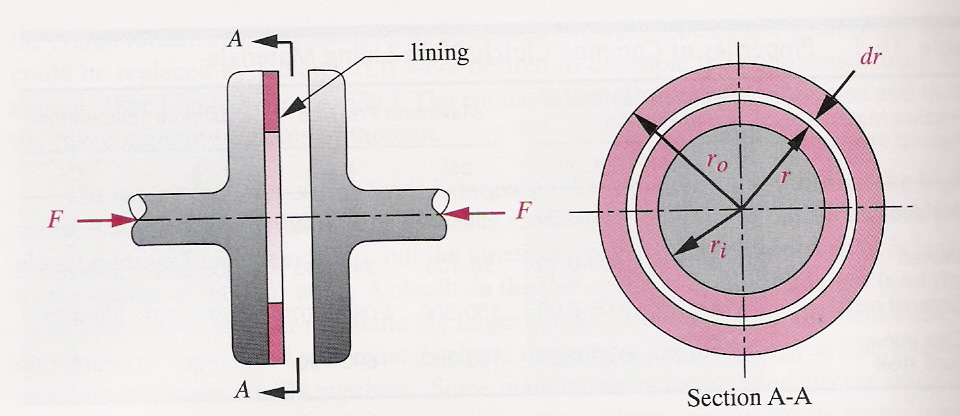 A
lining
F
F
A
dr
r_o
r
r_i
Section A-A